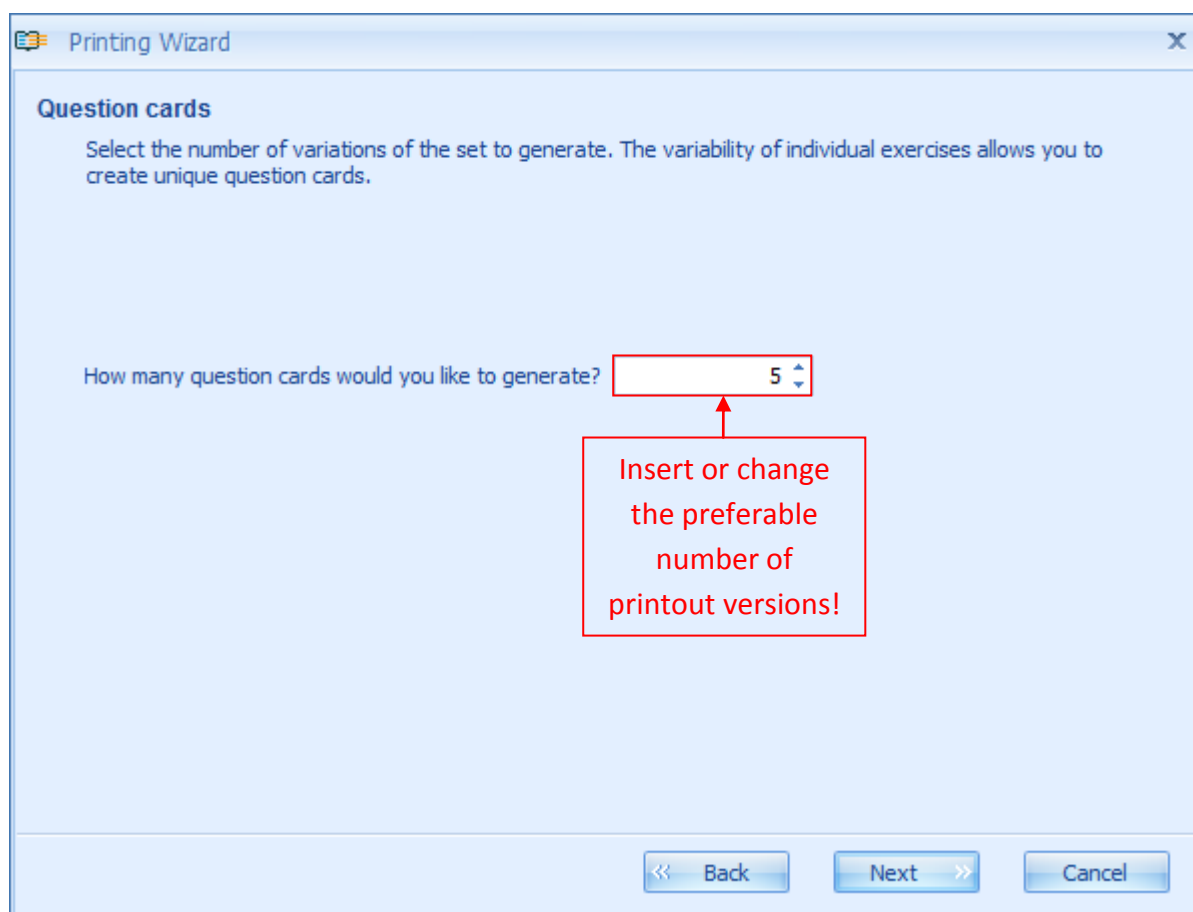 Printing Wizard
Question cards
Select the number of variations of the set to generate. The variability of individual exercises allows you to
create unique question cards.
How many question cards would you like to generate? 5
Insert or change
the preferable
number of
printout versions!
Back Next Cancel